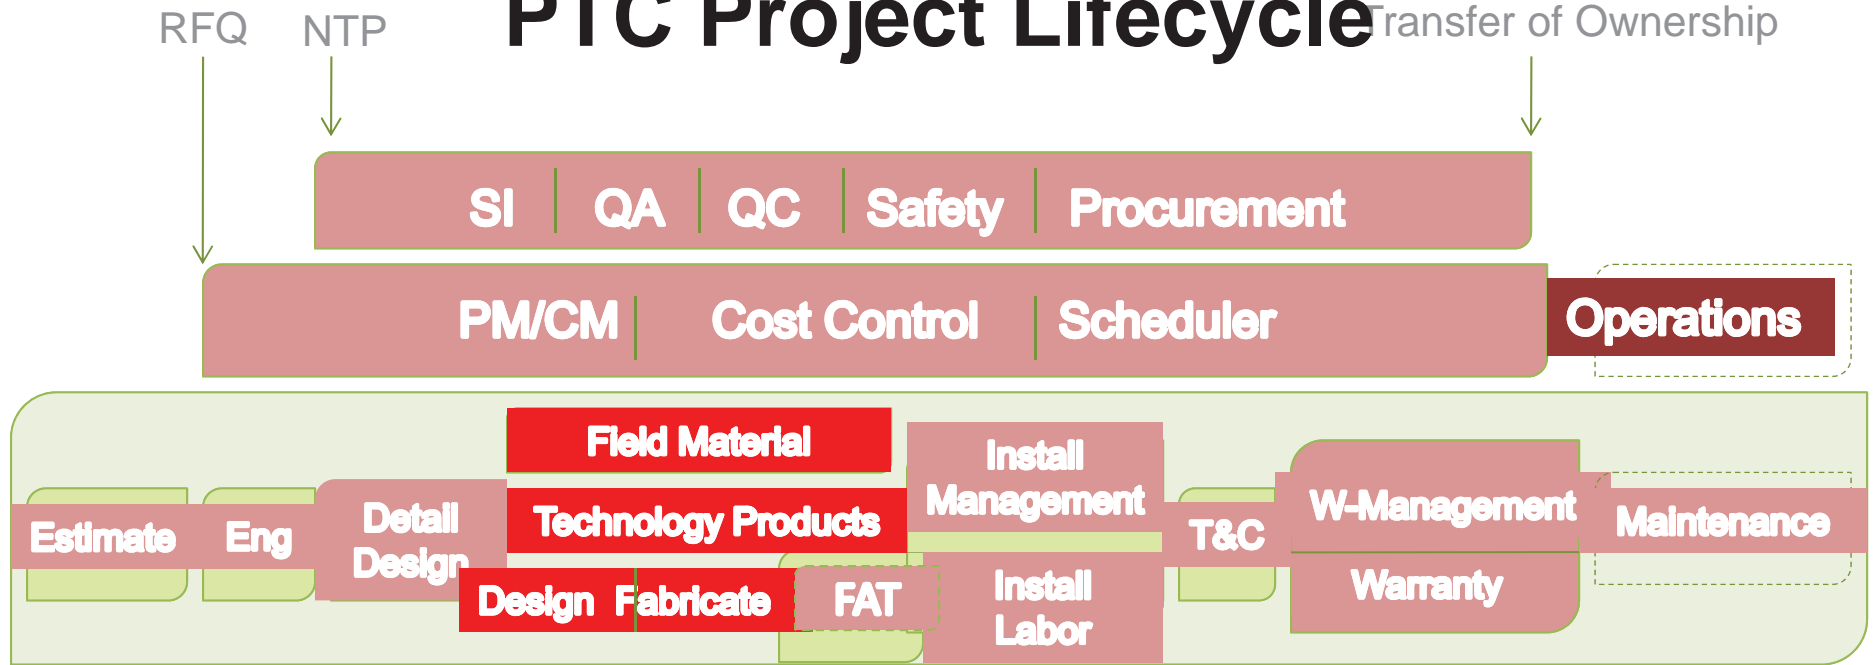 PTC Project Lifecycle
RFQ
NTP
Transfer of Ownership
SI
QA
QC
Safety
Procurement
PM/CM
Cost Control
Scheduler
Operations
Field Material
Install
Management
Technology Products
Detail
Design
Estimate
Eng
T&C
W-Management
Maintenance
Design
Fabricate
FAT
Install
Labor
Warranty